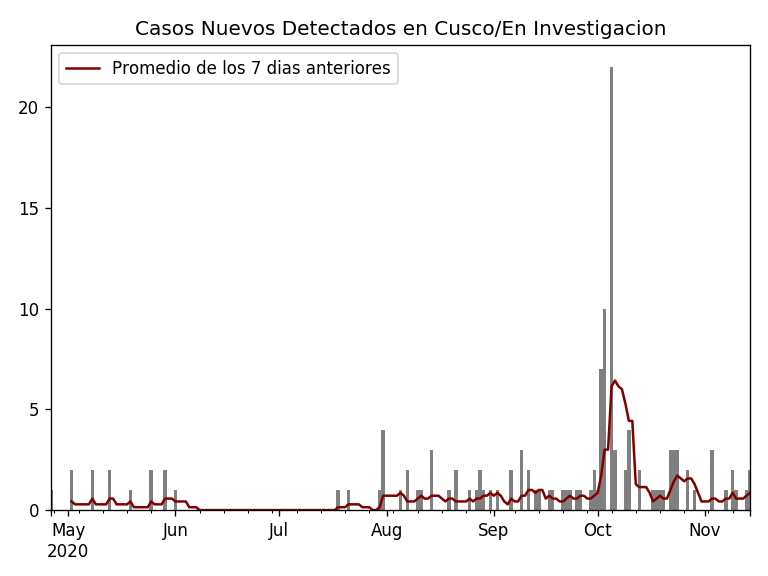 Casos Nuevos Detectados en Cusco/En Investigacion
Promedio de los 7 dias anteriores
20
15
10
5
0
May Jun Jul Aug Sep Oct Nov
2020